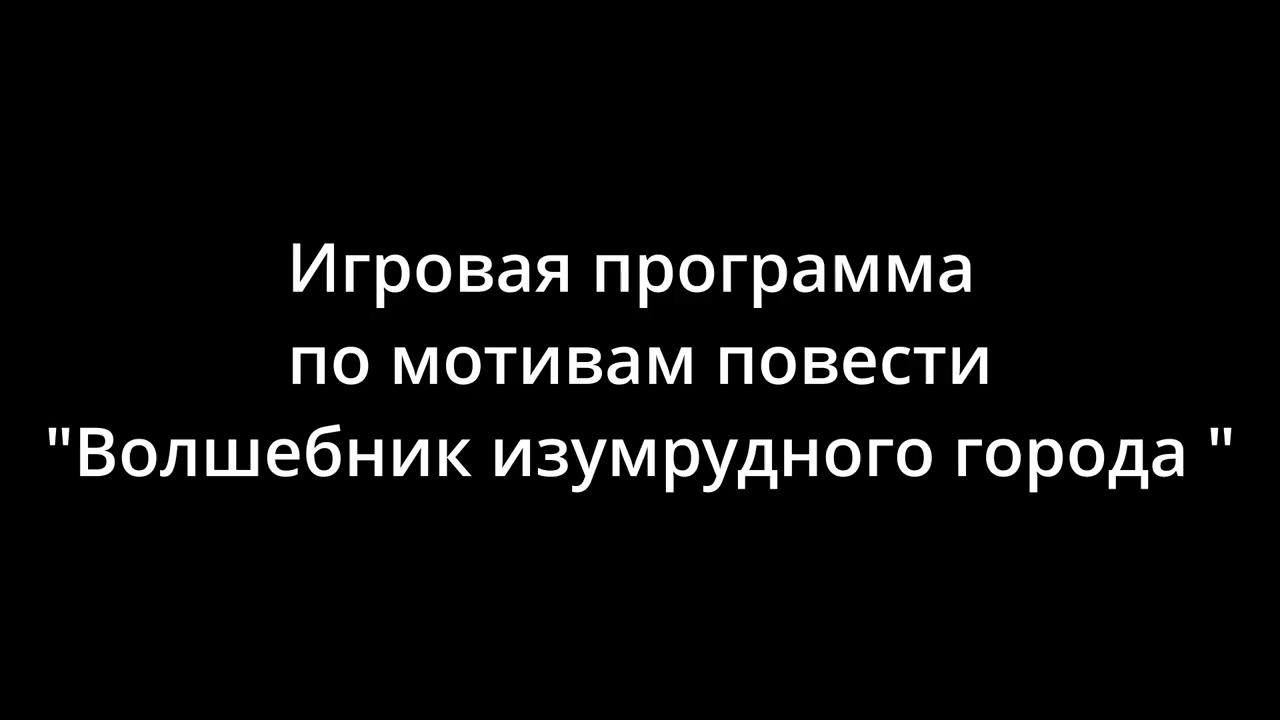 Игровая программа
по мотивам повести
"Волшебник изумрудного города "